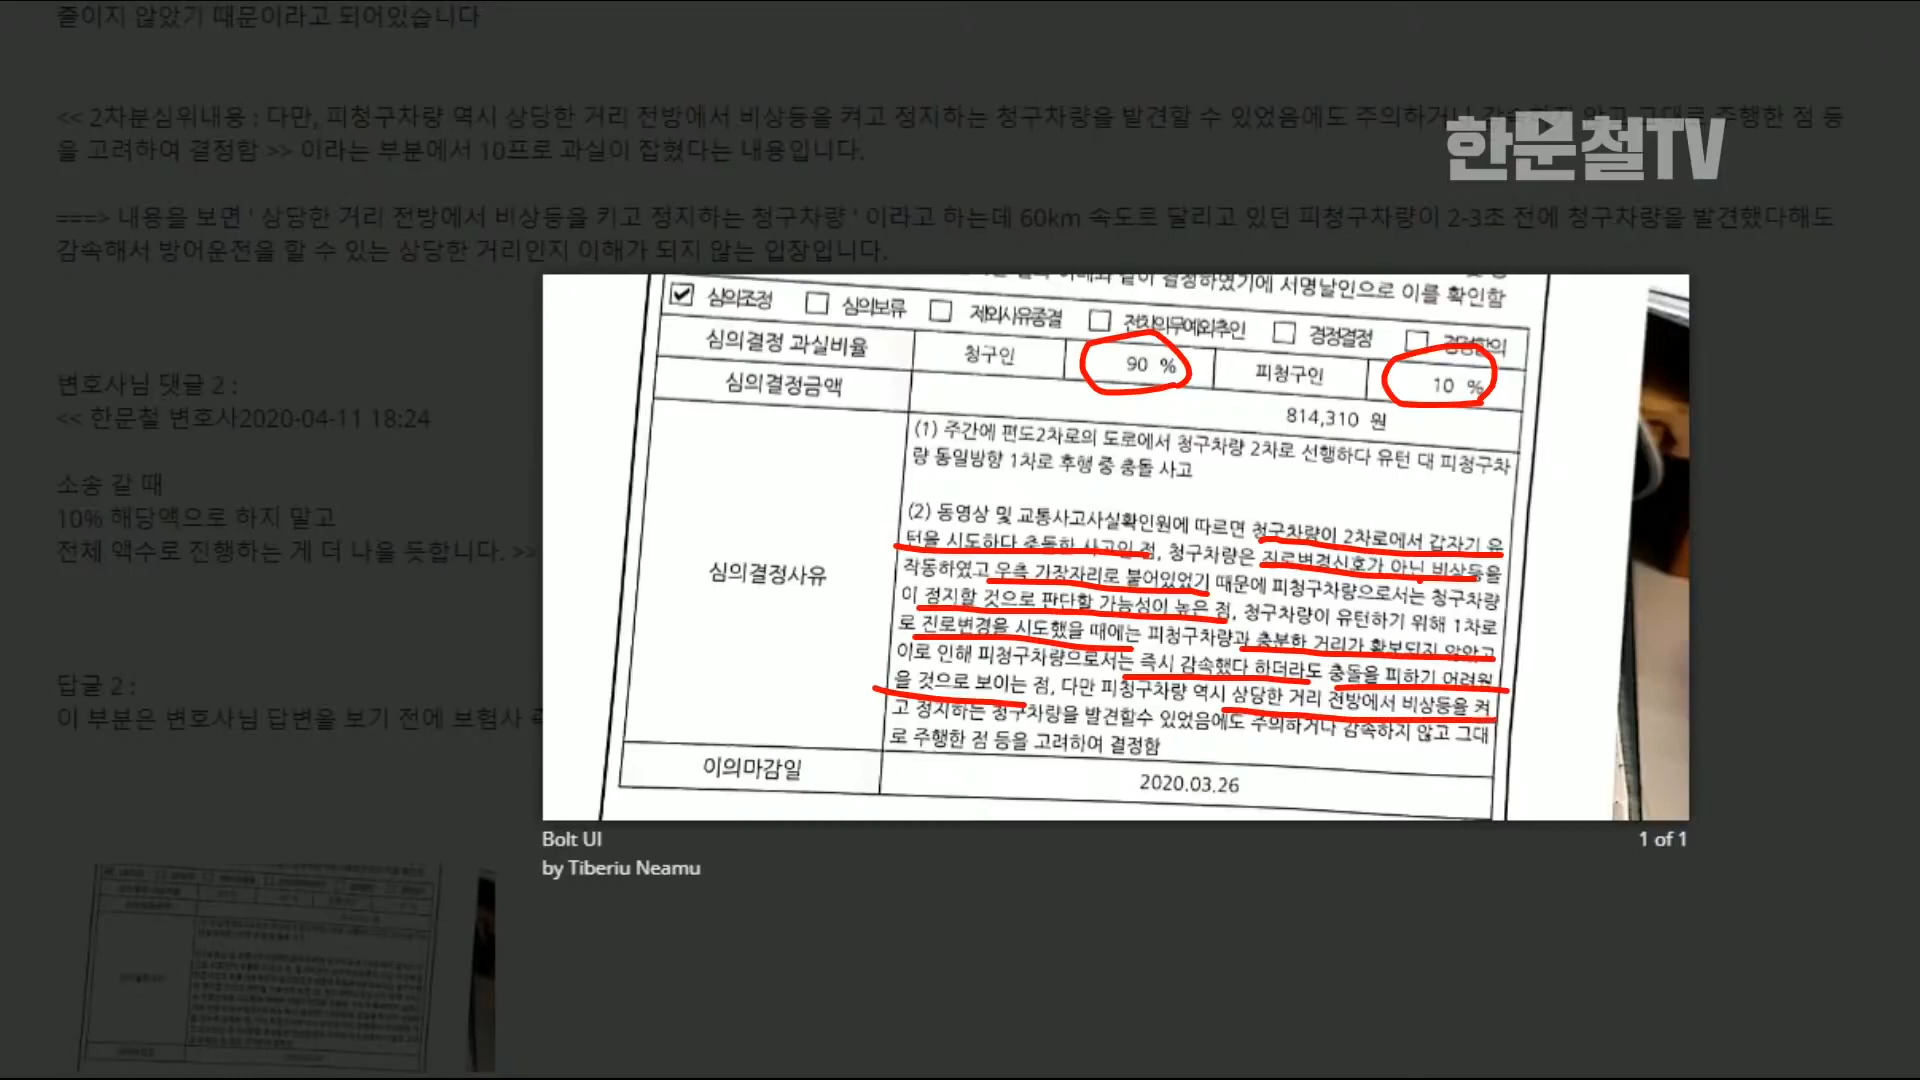 줄이지 않았기 때문이라고 되어있습니다
<< 2차분심위내용 : 다만, 피청구차량 역시 상당한 거리 전방에서 비상등을 켜고 정지하는 청구차량을 발견할 수 있었음에도 주의하거나 감속하지 않고 그대로 주행한 점 등
을 고려하여 결정함 >> 이라는 부분에서 10프로 과실이 잡혔다는 내용입니다.
한문철TV
===> 내용을 보면 ' 상당한 거리 전방에서 비상등을 키고 정지하는 청구차량 ' 이라고 하는데 60km 속도로 달리고 있던 피청구차량이 2-3초 전에 청구차량을 발견했다해도
감속해서 방어운전을 할 수 있는 상당한 거리인지 이해가 되지 않는 입장입니다.
변호사님 댓글 2 :
<< 한문철 변호사2020-04-11 18:24
소송 갈 때
10% 해당액으로 하지 말고
전체 액수로 진행하는 게 더 나을 듯합니다. >>
답글 2 :
이 부분은 변호사님 답변을 보기 전에 보험사
결정하였기에 서명날인으로 이를 확인함
심의조정 심의보류 제외사유종결 전치의무예외추인 경정결정
심의결정 과실비율 청구인 90 % 피청구인 10 %
심의결정금액 814,310 원
심의결정사유
(1) 주간에 편도2차로의 도로에서 청구차량 2차로 선행하다 유턴 대 피청구차
량 동일방향 1차로 후행 중 충돌 사고
(2) 동영상 및 교통사고사실확인원에 따르면 청구차량이 2차로에서 갑자기 유
턴을 시도하다 충돌한 사고인 점, 청구차량은 진로변경신호가 아닌 비상등을
작동하였고 우측 가장자리로 붙어있었기 때문에 피청구차량으로서는 청구차량
이 정지할 것으로 판단할 가능성이 높은 점, 청구차량이 유턴하기 위해 1차로
로 진로변경을 시도했을 때에는 피청구차량과 충분한 거리가 확보되지 않았고
이로 인해 피청구차량으로서는 즉시 감속했다 하더라도 충돌을 피하기 어려웠
을 것으로 보이는 점, 다만 피청구차량 역시 상당한 거리 전방에서 비상등을 켜
고 정지하는 청구차량을 발견할수 있었음에도 주의하거나 감속하지 않고 그대
로 주행한 점 등을 고려하여 결정함
이의마감일 2020.03.26
Bolt UI
1 of 1
by Tiberiu Neamu